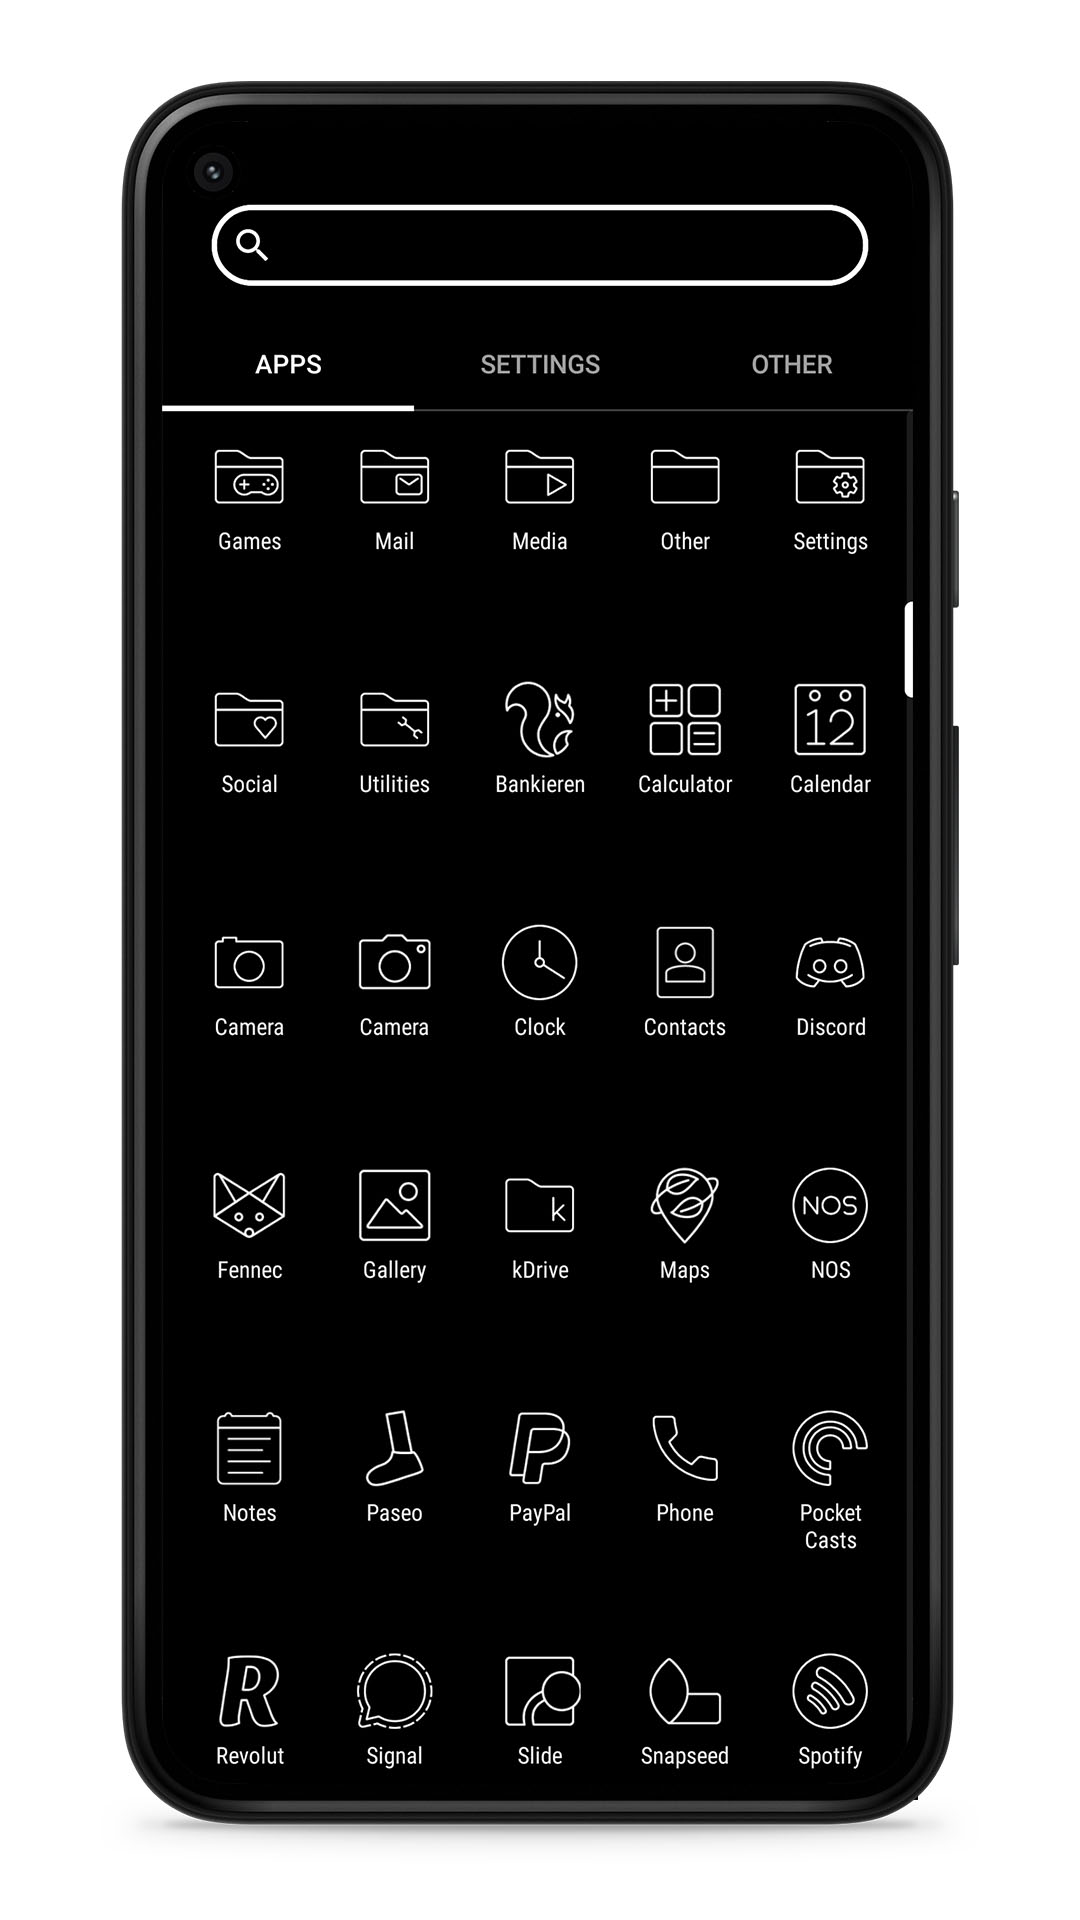 APPS SETTINGS OTHER
Games Mail Media Other Settings
Social Utilities Bankieren Calculator Calendar
12
Camera Camera Clock Contacts Discord
k
NOS
Fennec Gallery kDrive Maps NOS
Notes Paseo PayPal Phone Pocket
Casts
R
Revolut Signal Slide Snapseed Spotify